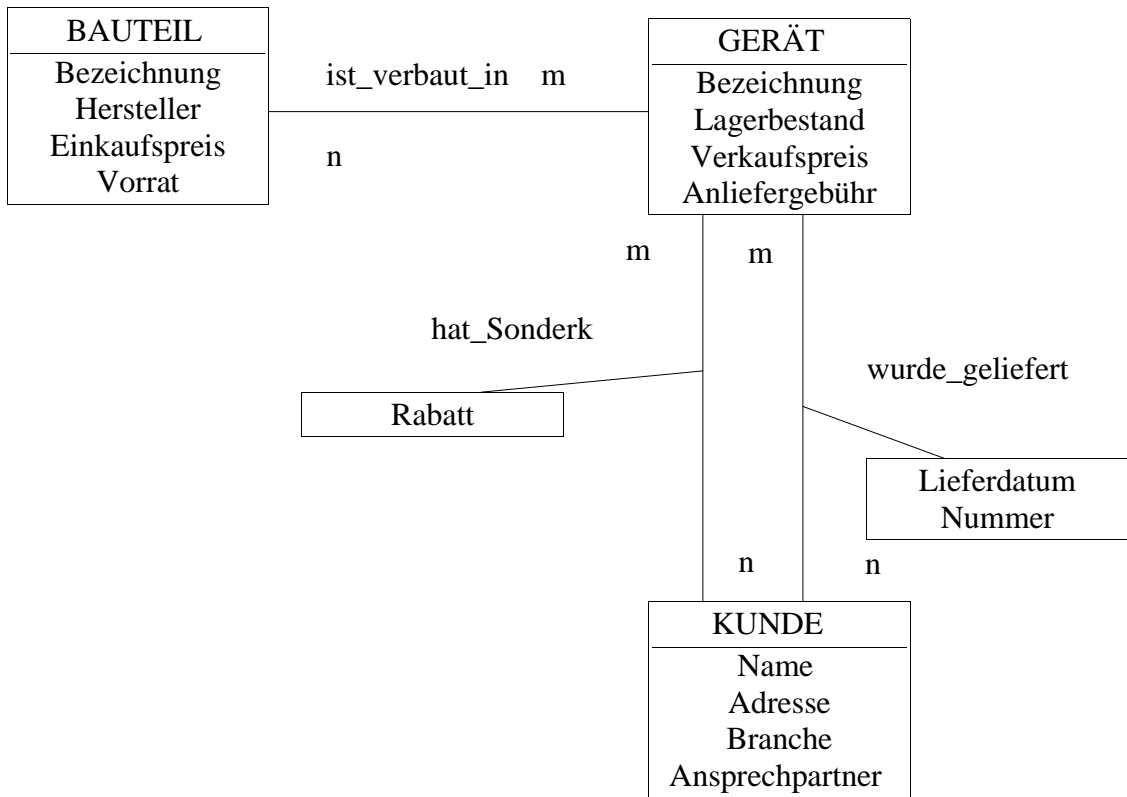 BAUTEIL
Bezeichnung
Hersteller
Einkaufspreis
Vorrat
ist_verbaut_in m
n
GERÄT
Bezeichnung
Lagerbestand
Verkaufspreis
Anliefergebühr
m m
hat_Sonderk
Rabatt
wurde_geliefert
Lieferdatum
Nummer
n n
KUNDE
Name
Adresse
Branche
Ansprechpartner